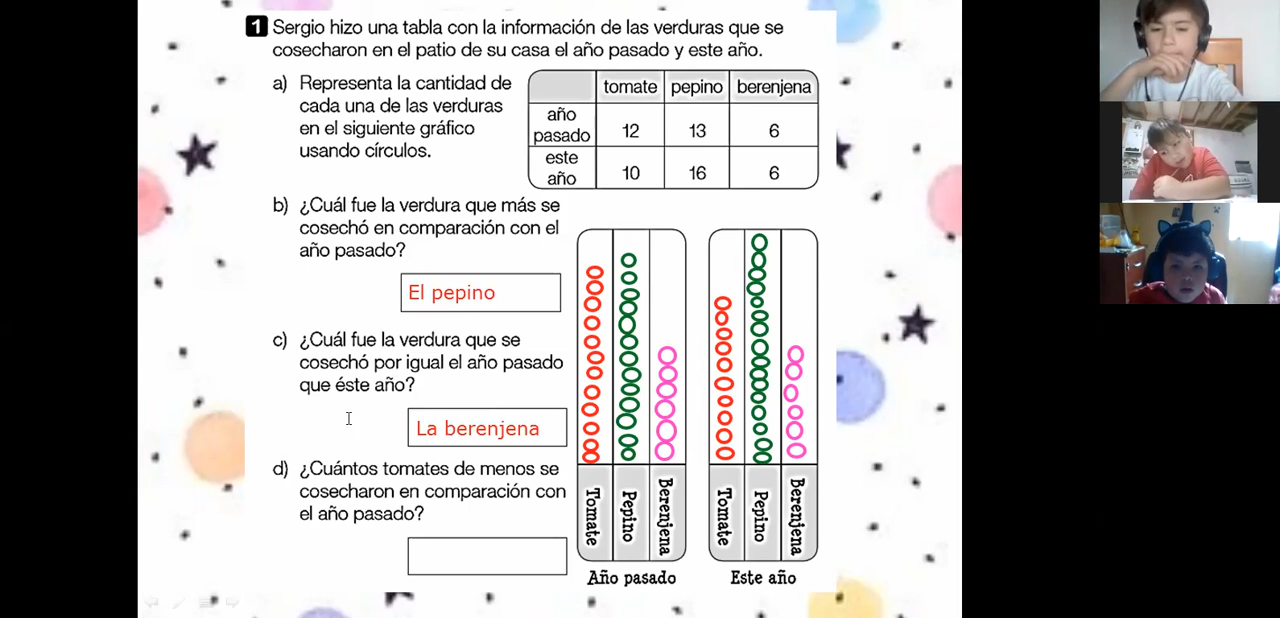 1 Sergio hizo una tabla con la información de las verduras que se
cosecharon en el patio de su casa el año pasado y este año.
a) Representa la cantidad de
cada una de las verduras
en el siguiente gráfico
usando círculos.
tomate pepino berenjena
año pasado 12 13 6
este año 10 16 6
b) ¿Cuál fue la verdura que más se
cosechó en comparación con el
año pasado?
El pepino
c) ¿Cuál fue la verdura que se
cosechó por igual el año pasado
que éste año?
La berenjena
d) ¿Cuántos tomates de menos se
cosecharon en comparación con
el año pasado?
Tomate Pepino Berenjena
Año pasado
Tomate Pepino Berenjena
Este año